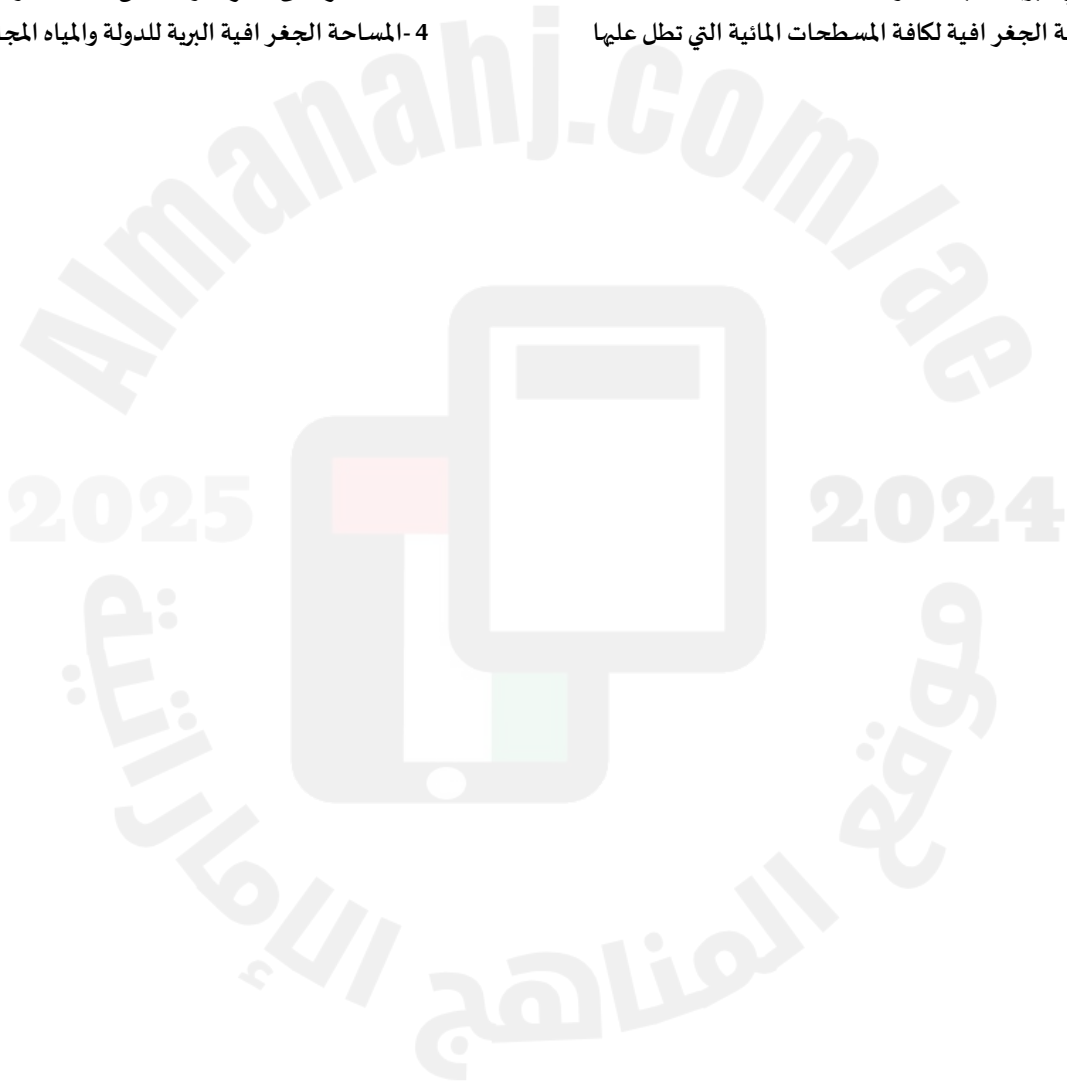 ة الجغرافية لكافة المسطحات المائية التي تطل عليها 4-المساحة الجغرافية البرية للدولة والمياه
Almanahj.com/ae
2025 2024
موقع المناهج الإماراتية